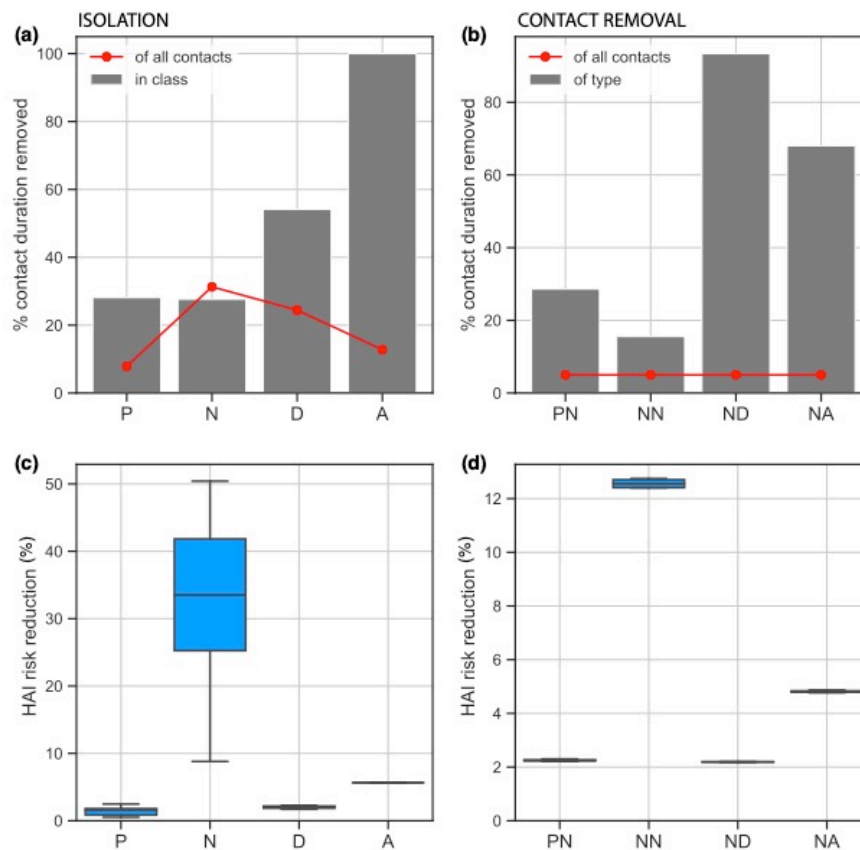 ISOLATION
(a)
of all contacts
in class
% contact duration removed
100
80
60
40
20
0
P N D A
CONTACT REMOVAL
(b)
of all contacts
of type
% contact duration removed
80
60
40
20
0
PN NN ND NA
(c)
HAI risk reduction (%)
50
40
30
20
10
0
P N D A
(d)
HAI risk reduction (%)
12
10
8
6
4
2
0
PN NN ND NA